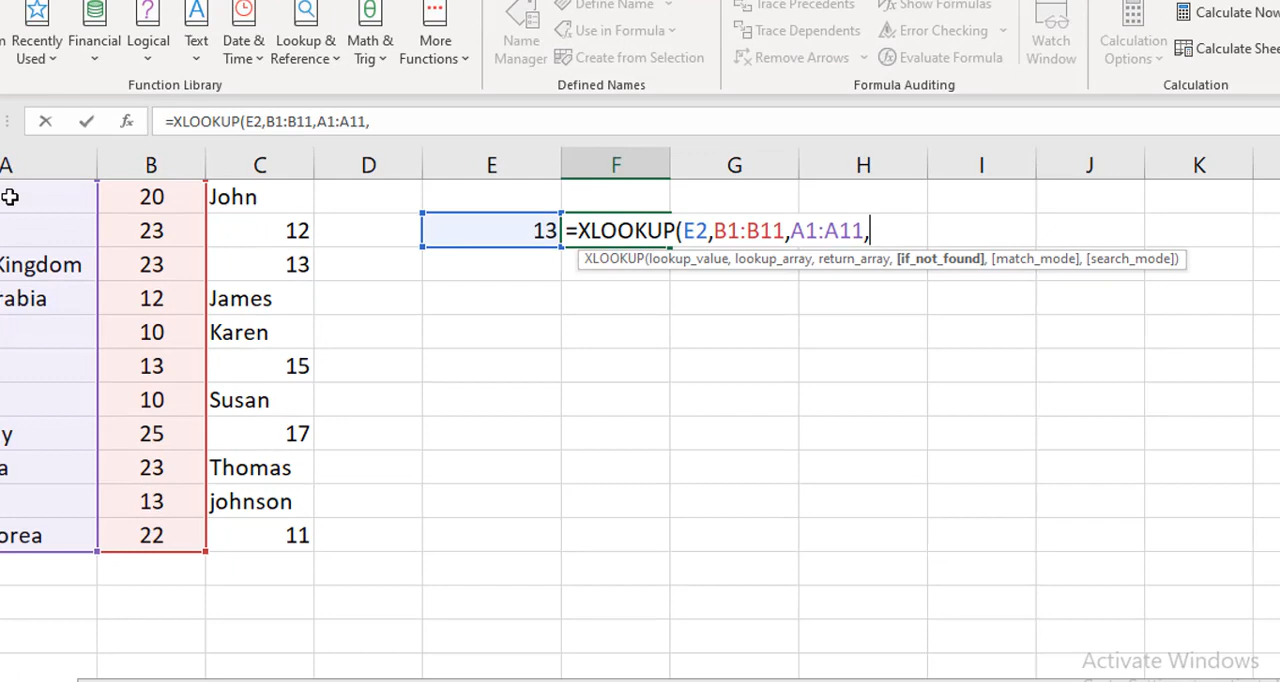 Recently Financial Logical Text Date & Lookup & Math & More
Used Time Reference Trig Functions
Function Library
Name Manager
Define Name
Use in Formula
Create from Selection
Defined Names
Trace Precedents
Trace Dependents
Remove Arrows
Show Formulas
Error Checking
Evaluate Formula
Formula Auditing
Watch Window
Calculation Options
Calculate Now
Calculate Shee
Calculation
fx =XLOOKUP(E2,B1:B11,A1:A11,
A B C D E F G H I J K
20 John
23 12 13 =XLOOKUP(E2,B1:B11,A1:A11,
XLOOKUP(lookup_value, lookup_array, return_array, [if_not_found], [match_mode], [search_mode])
Kingdom 23 13
rabia 12 James
10 Karen
13 15
10 Susan
y 25 17
a 23 Thomas
13 johnson
orea 22 11
Activate Windows